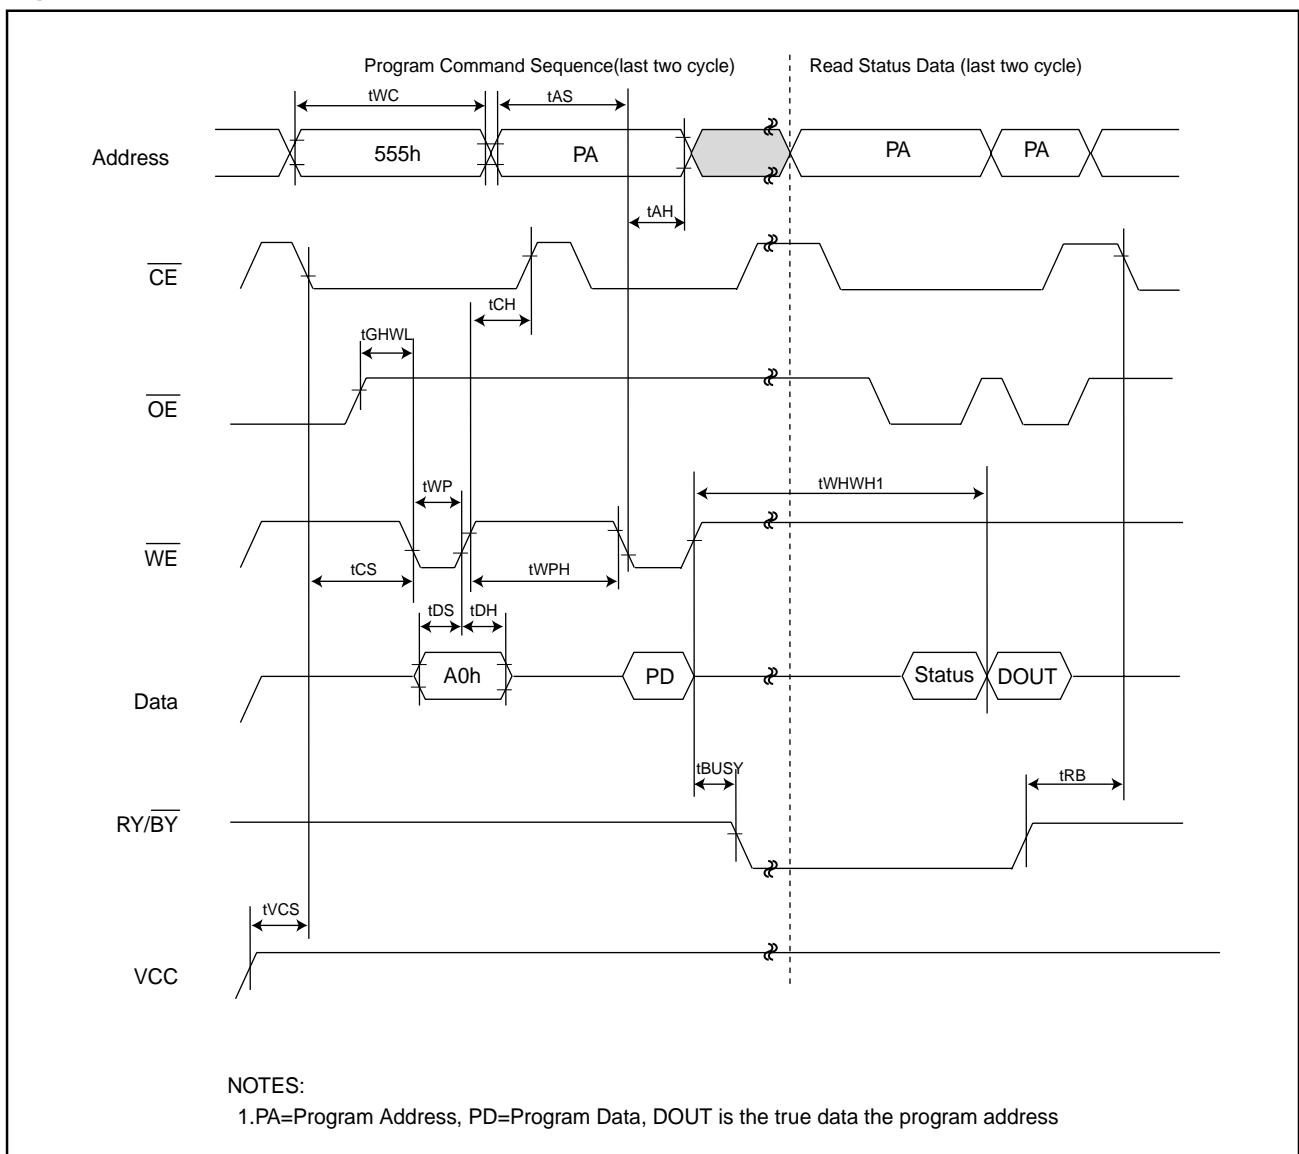 Program Command Sequence(last two cycle) Read Status Data (last two cycle)
tWC tAS
Address 555h PA PA PA
tAH
CE
tCH
tGHWL
OE
tWP tWHWH1
WE
tCS tWPH
tDS tDH
Data A0h PD Status DOUT
tBUSY tRB
RY/BY
tVCS
VCC
NOTES:
1.PA=Program Address, PD=Program Data, DOUT is the true data the program address